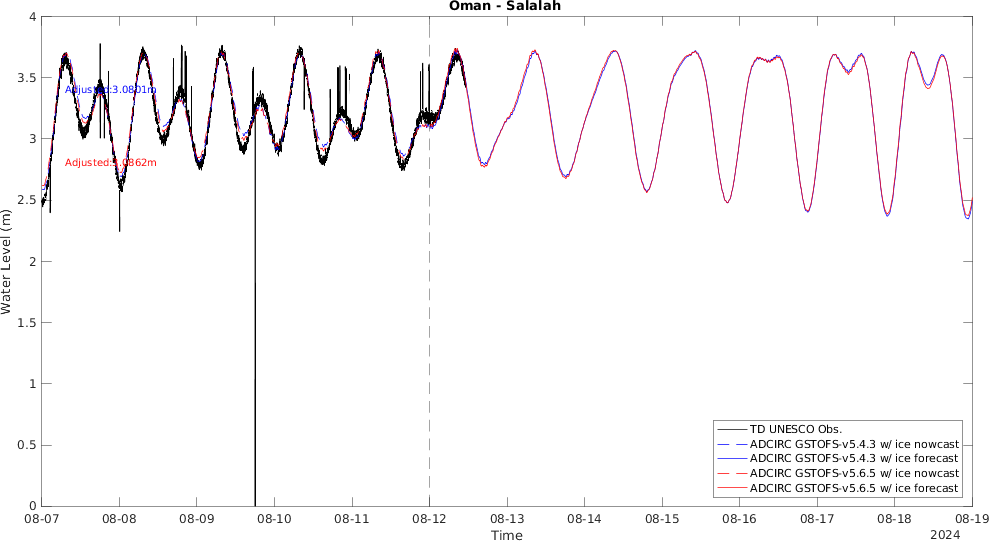 Oman - Salalah
4
3.5
3
2.5
2
1.5
1
0.5
0
Water Level (m)
Adjusted:3.0801m
TD UNESCO Obs.
ADCIRC GSTOFS-v5.4.3 w/ ice nowcast
ADCIRC GSTOFS-v5.4.3 w/ ice forecast
ADCIRC GSTOFS-v5.6.5 w/ ice nowcast
ADCIRC GSTOFS-v5.6.5 w/ ice forecast
08-07 08-08 08-09 08-10 08-11 08-12 08-13 08-14 08-15 08-16 08-17 08-18 08-19
Time
2024